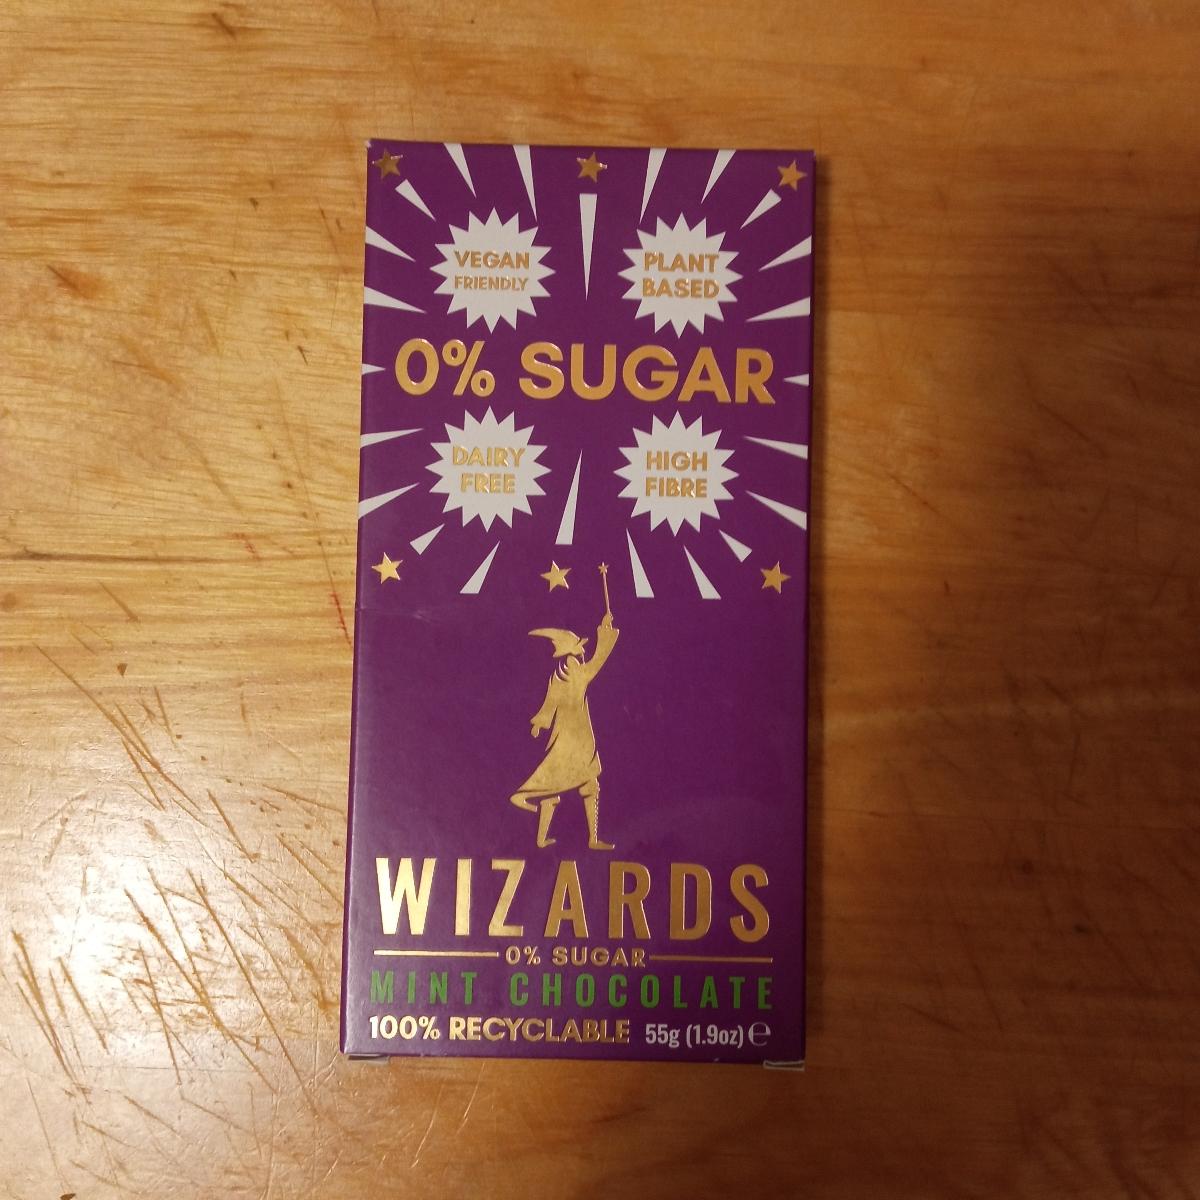 VEGAN
FRIENDLY
PLANT
BASED
0% SUGAR
DAIRY
FREE
HIGH
FIBRE
WIZARDS
0% SUGAR
MINT CHOCOLATE
100% RECYCLABLE 55g (1.9oz) ℮